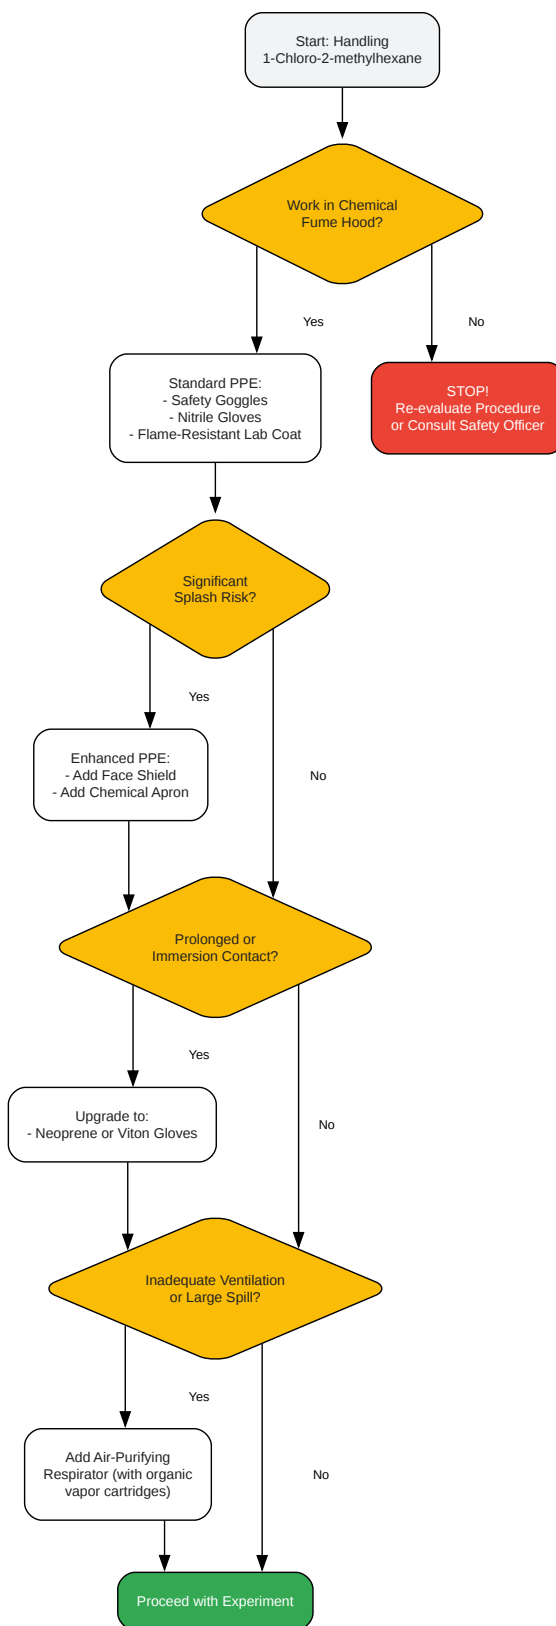 Start: Handling
1-Chloro-2-methylhexane
Work in Chemical
Fume Hood?
Yes
No
Standard PPE:
- Safety Goggles
- Nitrile Gloves
- Flame-Resistant Lab Coat
STOP!
Re-evaluate Procedure
or Consult Safety Officer
Significant
Splash Risk?
Yes
Enhanced PPE:
- Add Face Shield
- Add Chemical Apron
No
Prolonged or
Immersion Contact?
Yes
Upgrade to:
- Neoprene or Viton Gloves
No
Inadequate Ventilation
or Large Spill?
Yes
Add Air-Purifying
Respirator (with organic
vapor cartridges)
No
Proceed with Experiment